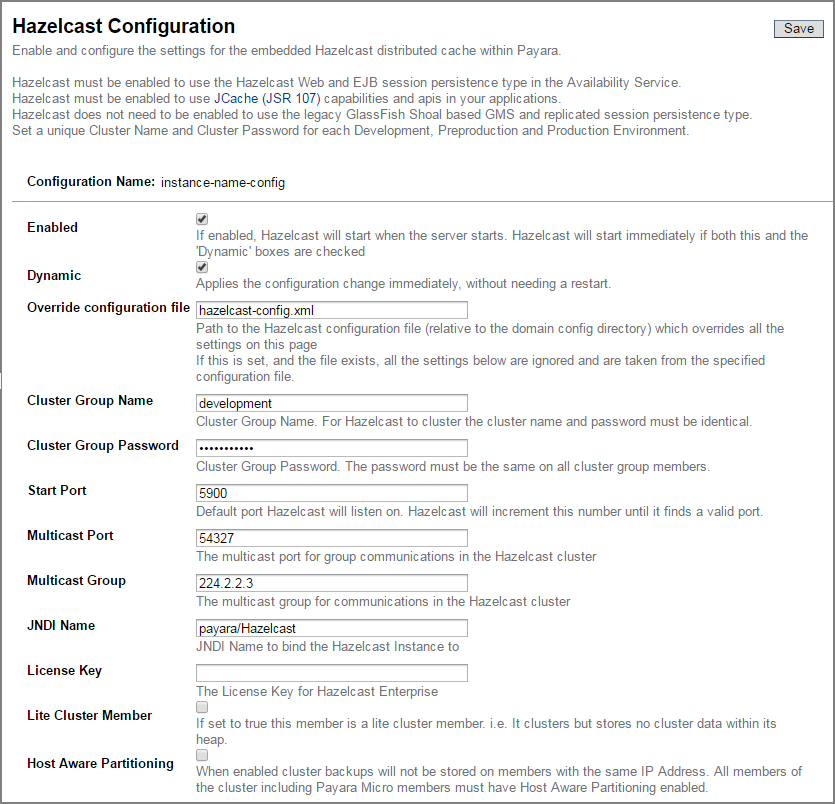 Hazelcast Configuration
Save
Enable and configure the settings for the embedded Hazelcast distributed cache within Payara.
Hazelcast must be enabled to use the Hazelcast Web and EJB session persistence type in the Availability Service.
Hazelcast must be enabled to use JCache (JSR 107) capabilities and apis in your applications.
Hazelcast does not need to be enabled to use the legacy GlassFish Shoal based GMS and replicated session persistence type.
Set a unique Cluster Name and Cluster Password for each Development, Preproduction and Production Environment.
Configuration Name: instance-name-config
Enabled
If enabled, Hazelcast will start when the server starts. Hazelcast will start immediately if both this and the
'Dynamic' boxes are checked
Dynamic
Applies the configuration change immediately, without needing a restart.
Override configuration file hazelcast-config.xml
Path to the Hazelcast configuration file (relative to the domain config directory) which overrides all the
settings on this page
If this is set, and the file exists, all the settings below are ignored and are taken from the specified
configuration file.
Cluster Group Name development
Cluster Group Name. For Hazelcast to cluster the cluster name and password must be identical.
Cluster Group Password •••••••••••
Cluster Group Password. The password must be the same on all cluster group members.
Start Port 5900
Default port Hazelcast will listen on. Hazelcast will increment this number until it finds a valid port.
Multicast Port 54327
The multicast port for group communications in the Hazelcast cluster
Multicast Group 224.2.2.3
The multicast group for communications in the Hazelcast cluster
JNDI Name payara/Hazelcast
JNDI Name to bind the Hazelcast Instance to
License Key
The License Key for Hazelcast Enterprise
Lite Cluster Member
If set to true this member is a lite cluster member. i.e. It clusters but stores no cluster data within its
heap.
Host Aware Partitioning
When enabled cluster backups will not be stored on members with the same IP Address. All members of
the cluster including Payara Micro members must have Host Aware Partitioning enabled.